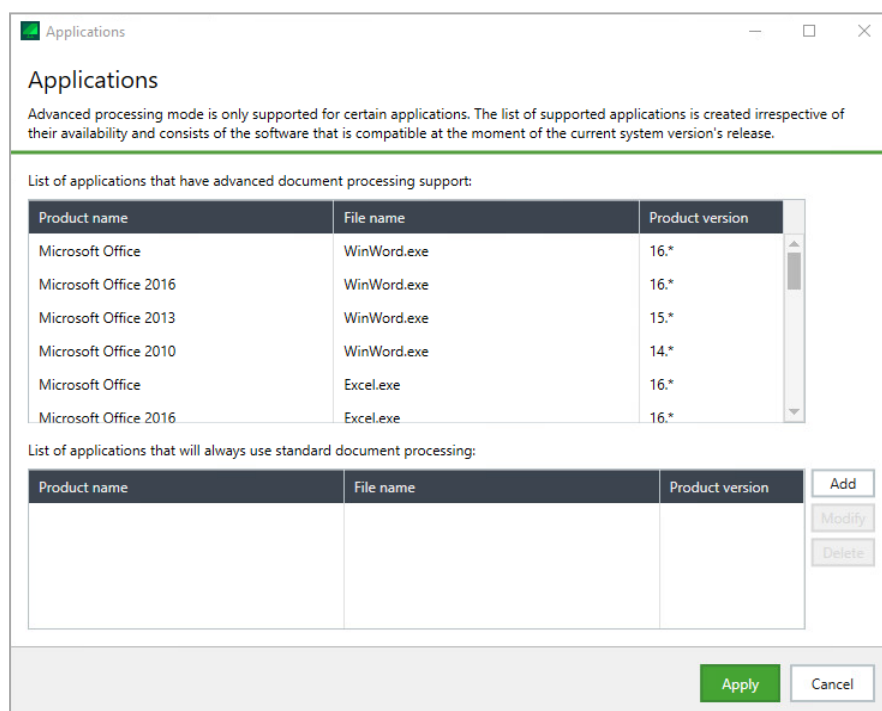 Applications
Applications
Advanced processing mode is only supported for certain applications. The list of supported applications is created irrespective of
their availability and consists of the software that is compatible at the moment of the current system version's release.
List of applications that have advanced document processing support:
Product name File name Product version
Microsoft Office WinWord.exe 16.*
Microsoft Office 2016 WinWord.exe 16.*
Microsoft Office 2013 WinWord.exe 15.*
Microsoft Office 2010 WinWord.exe 14.*
Microsoft Office Excel.exe 16.*
Microsoft Office 2016 Excel.exe 16.*
List of applications that will always use standard document processing:
Product name File name Product version
Add
Modify
Delete
Apply Cancel